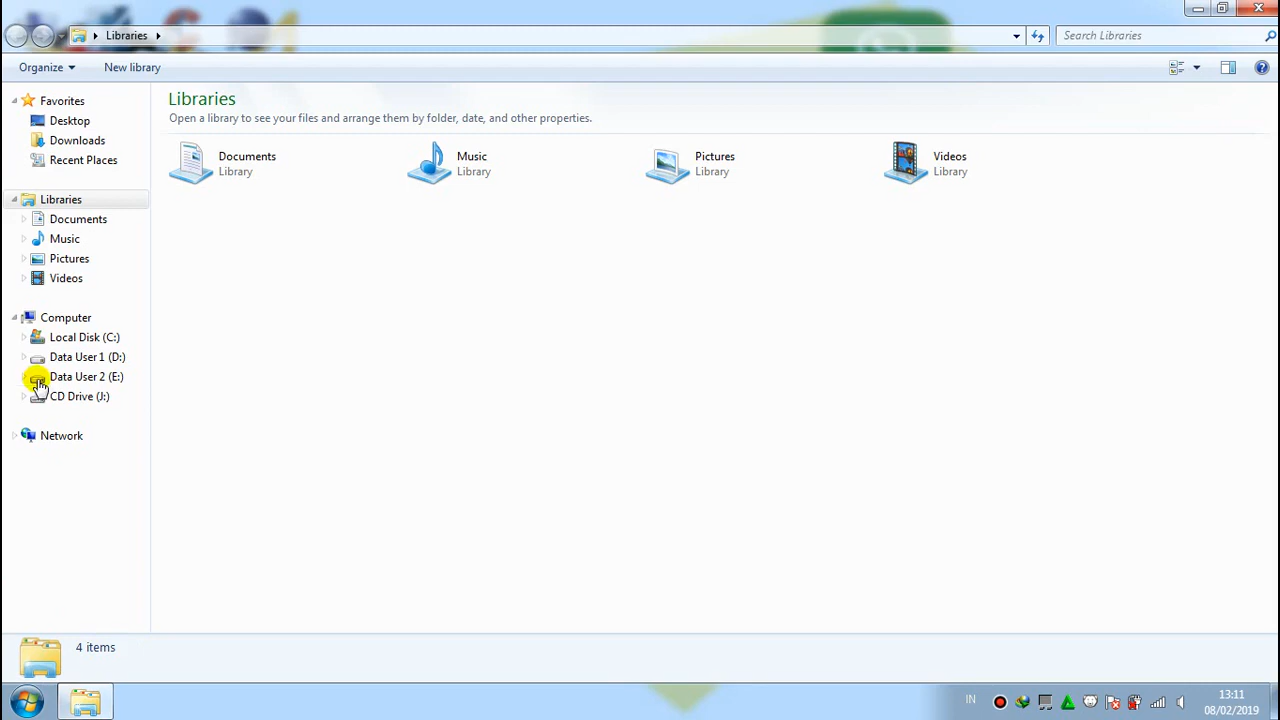 Libraries
Search Libraries
Organize
New library
Favorites
Desktop
Downloads
Recent Places
Libraries
Documents
Music
Pictures
Videos
Computer
Local Disk (C:)
Data User 1 (D:)
Data User 2 (E:)
CD Drive (J:)
Network
Libraries
Open a library to see your files and arrange them by folder, date, and other properties.
Documents
Library
Music
Library
Pictures
Library
Videos
Library
4 items
IN
13:11
08/02/2019